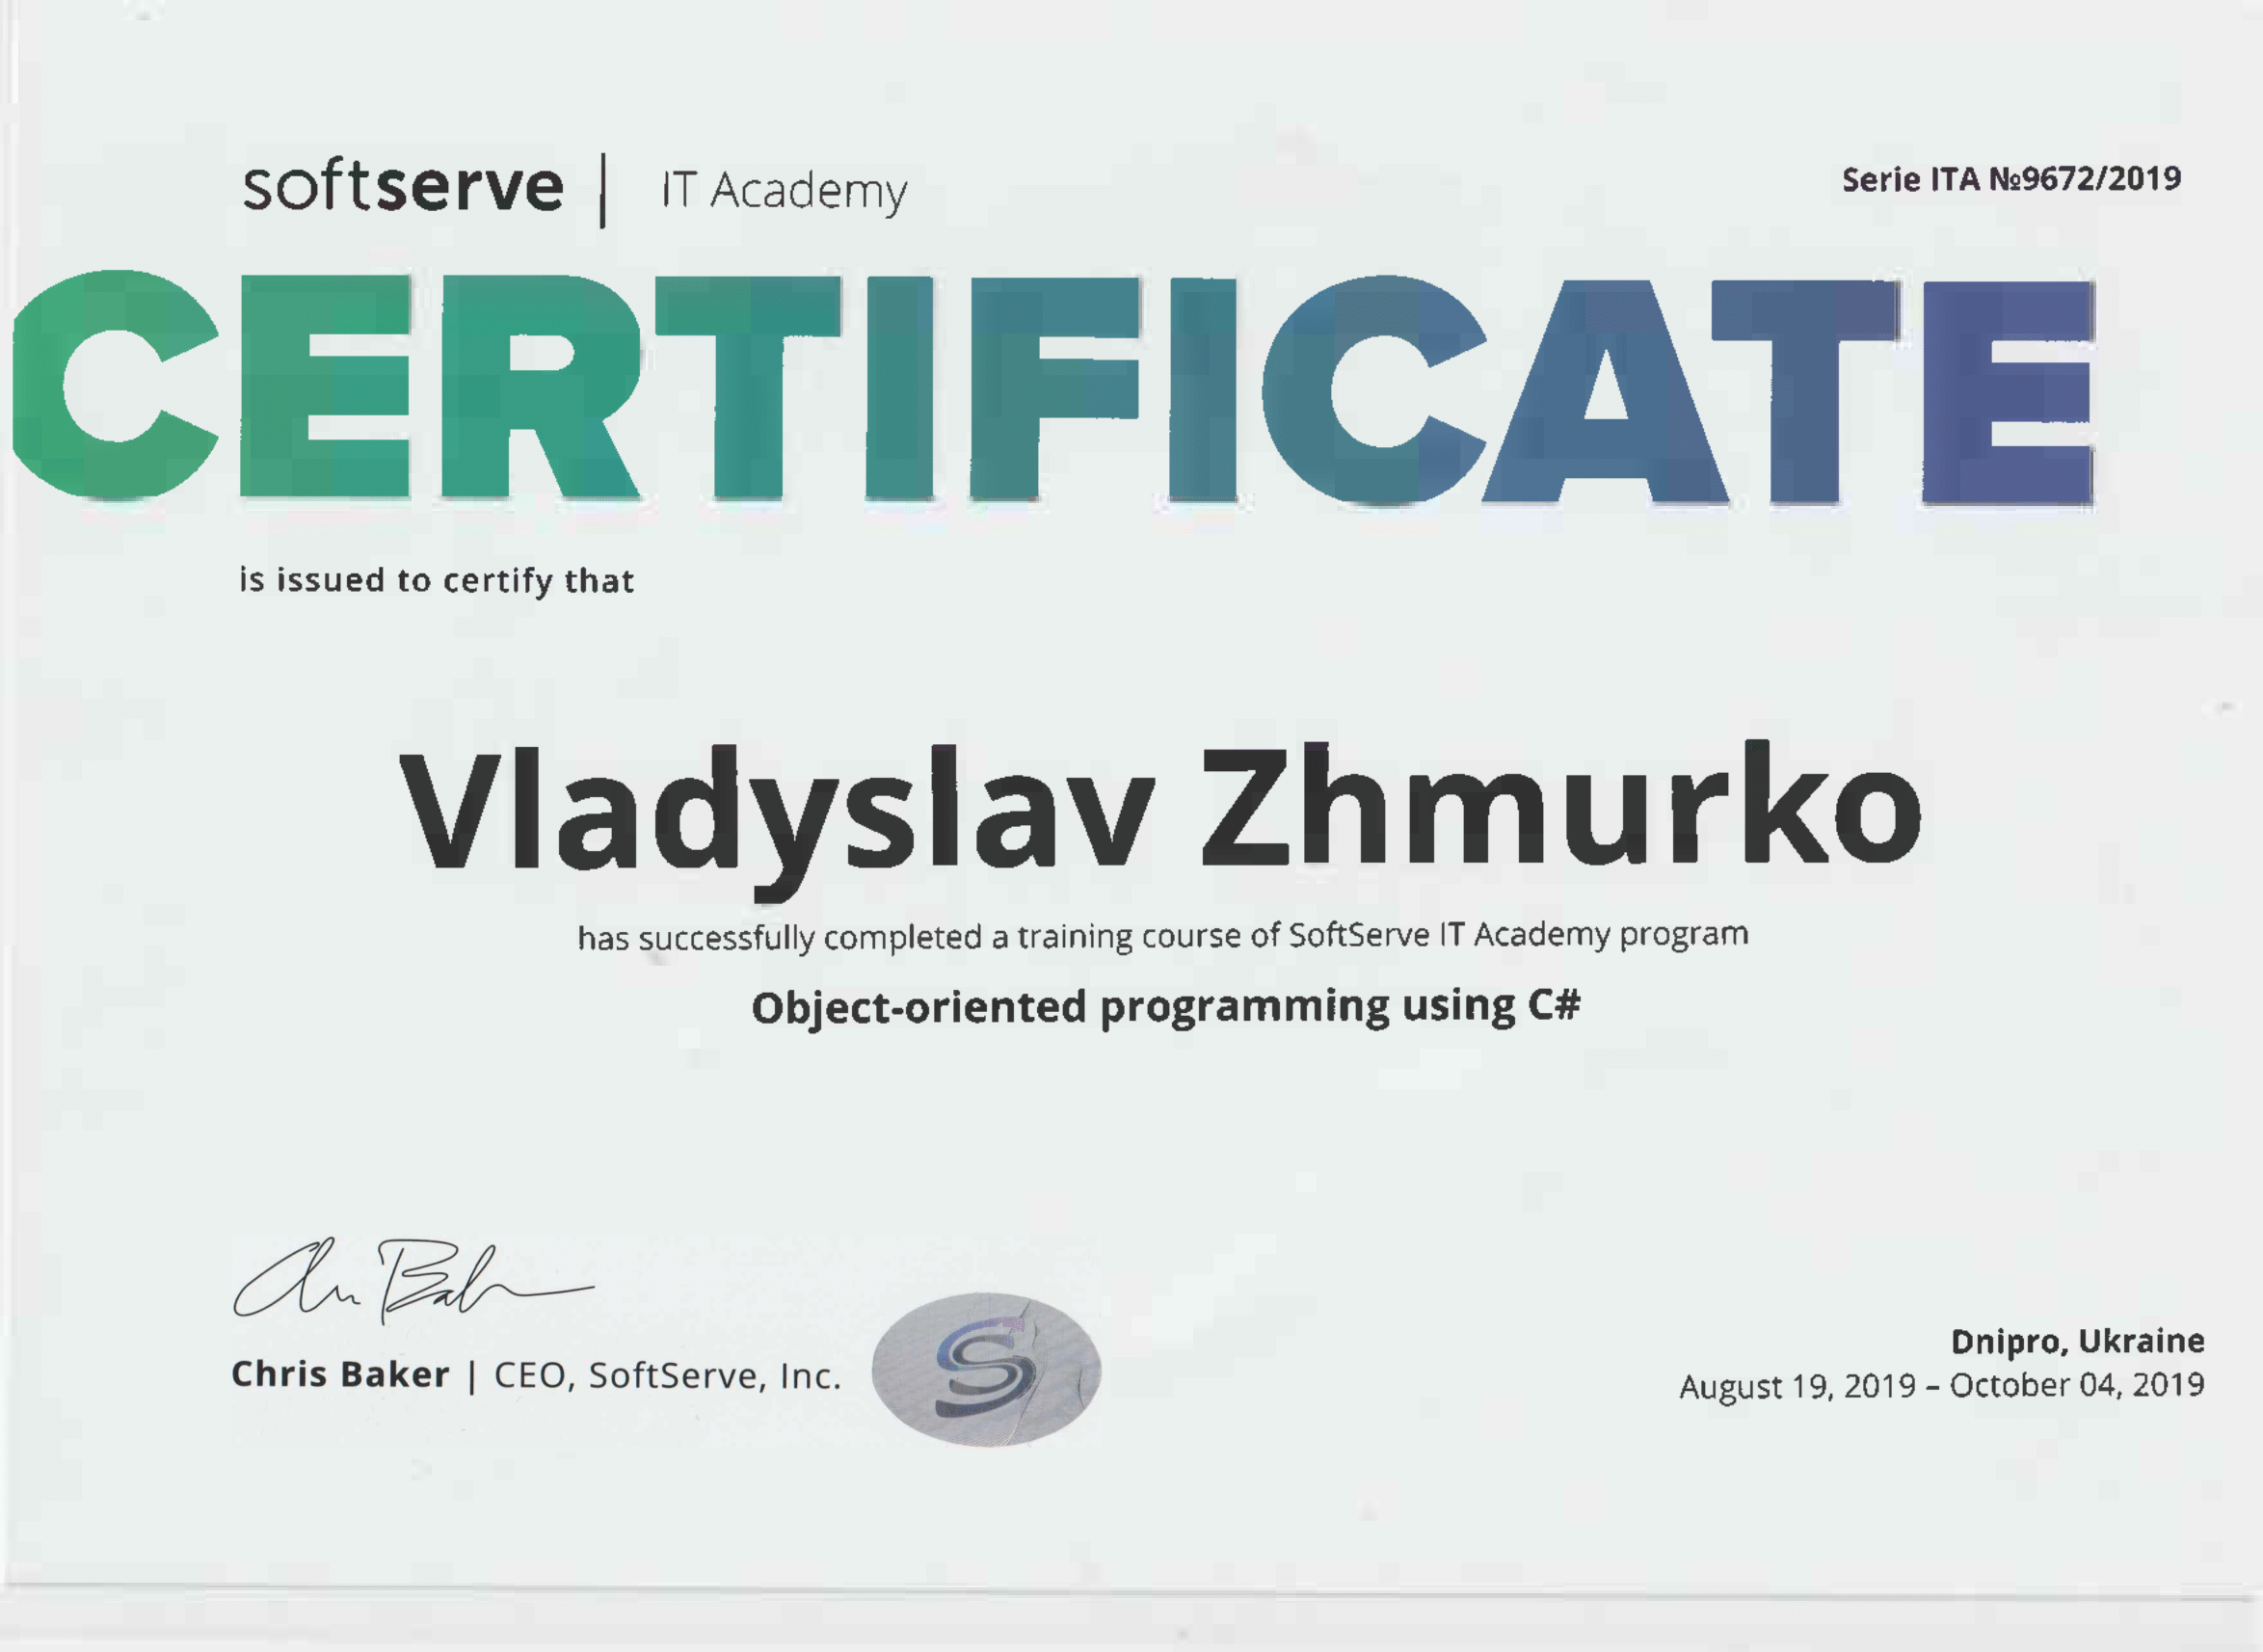 softserve | IT Academy
Serie ITA №9672/2019
CERTIFICATE
is issued to certify that
Vladyslav Zhmurko
has successfully completed a training course of SoftServe IT Academy program
Object-oriented programming using C#
Chris Baker | CEO, SoftServe, Inc.
S
Dnipro, Ukraine
August 19, 2019 – October 04, 2019